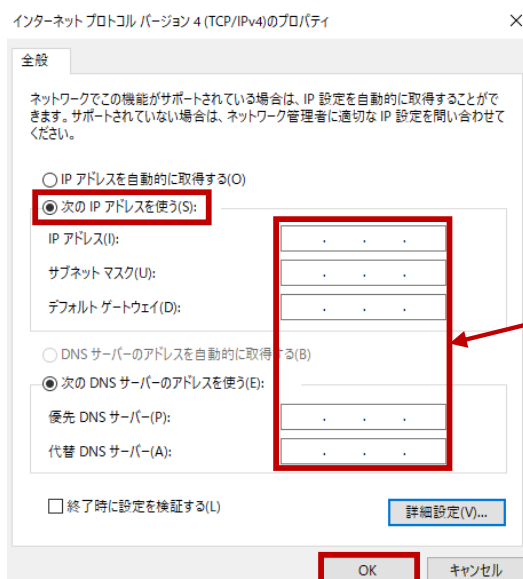 インターネット プロトコル バージョン 4 (TCP/IPv4)のプロパティ
全般
ネットワークでこの機能がサポートされている場合は、IP 設定を自動的に取得することがで
きます。サポートされていない場合は、ネットワーク管理者に適切な IP 設定を問い合わせて
ください。
IP アドレスを自動的に取得する(O)
次の IP アドレスを使う(S):
IP アドレス(I):
サブネット マスク(U):
デフォルト ゲートウェイ(D):
DNS サーバーのアドレスを自動的に取得する(B)
次の DNS サーバーのアドレスを使う(E):
優先 DNS サーバー(P):
代替 DNS サーバー(A):
終了時に設定を検証する(L)
詳細設定(V)...
OK キャンセル